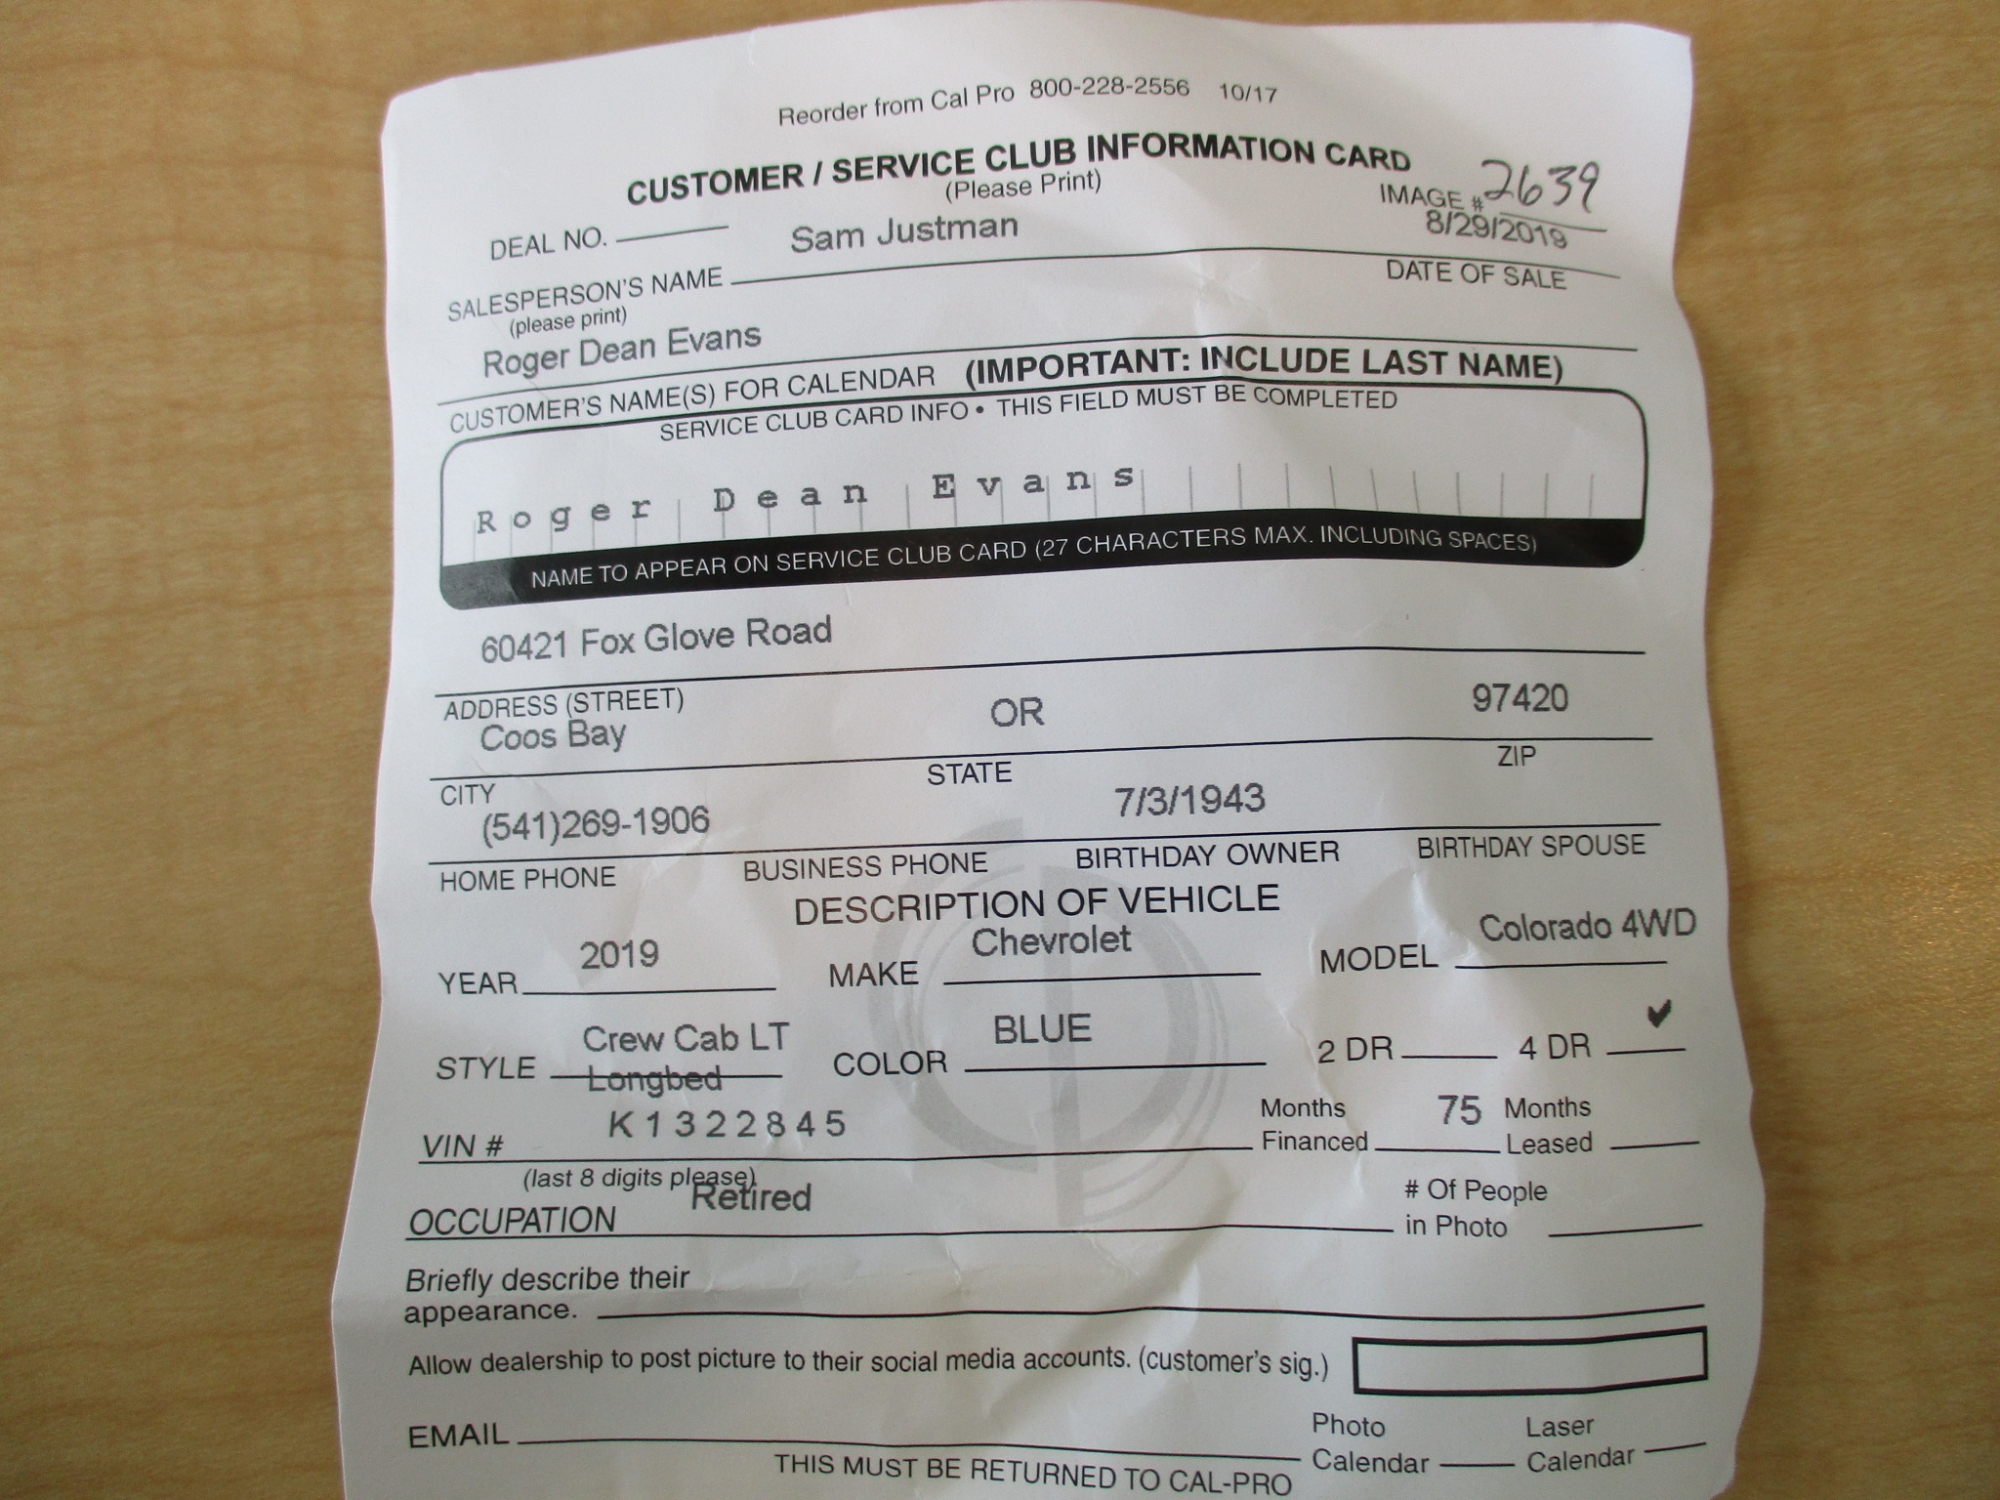 Reorder from Cal Pro 800-228-2556 10/17
CUSTOMER / SERVICE CLUB INFORMATION CARD
(Please Print)
IMAGE # 2639
DEAL NO. Sam Justman 8/29/2019
SALESPERSON'S NAME DATE OF SALE
(please print)
Roger Dean Evans
CUSTOMER'S NAME(S) FOR CALENDAR (IMPORTANT: INCLUDE LAST NAME)
SERVICE CLUB CARD INFO • THIS FIELD MUST BE COMPLETED
Roger Dean Evans
NAME TO APPEAR ON SERVICE CLUB CARD (27 CHARACTERS MAX. INCLUDING SPACES)
60421 Fox Glove Road
ADDRESS (STREET)
Coos Bay OR 97420
CITY STATE ZIP
(541)269-1906 7/3/1943
HOME PHONE BUSINESS PHONE BIRTHDAY OWNER BIRTHDAY SPOUSE
DESCRIPTION OF VEHICLE
YEAR 2019 MAKE Chevrolet MODEL Colorado 4WD
STYLE Crew Cab LT COLOR BLUE 2 DR 4 DR ✔
Longbed
VIN # K1322845 Months Financed 75 Months Leased
(last 8 digits please)
OCCUPATION Retired # Of People in Photo
Briefly describe their
appearance.
Allow dealership to post picture to their social media accounts. (customer's sig.)
EMAIL Photo Calendar Laser Calendar
THIS MUST BE RETURNED TO CAL-PRO